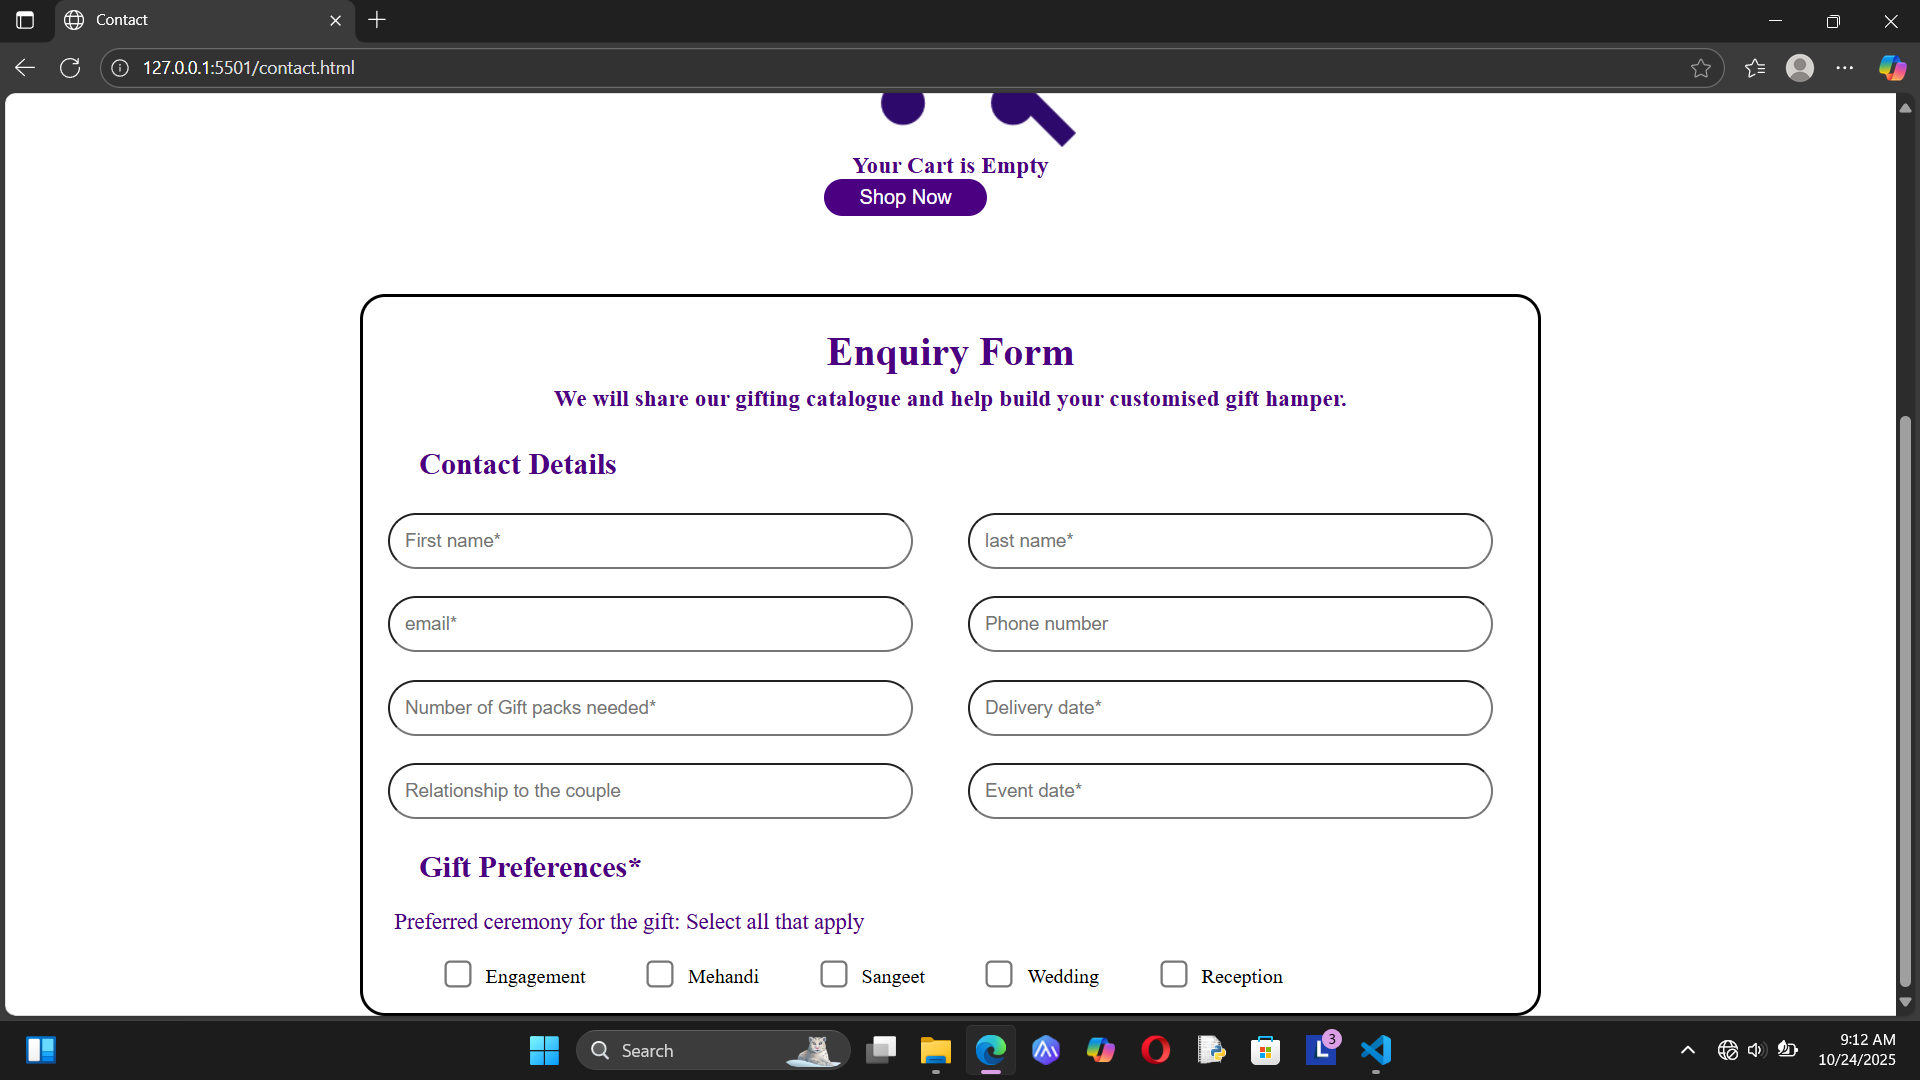 Contact
127.0.0.1:5501/contact.html
Your Cart is Empty
Shop Now
Enquiry Form
We will share our gifting catalogue and help build your customised gift hamper.
Contact Details
First name*
last name*
email*
Phone number
Number of Gift packs needed*
Delivery date*
Relationship to the couple
Event date*
Gift Preferences*
Preferred ceremony for the gift: Select all that apply
Engagement Mehandi Sangeet Wedding Reception
Search
L 3
9:12 AM
10/24/2025